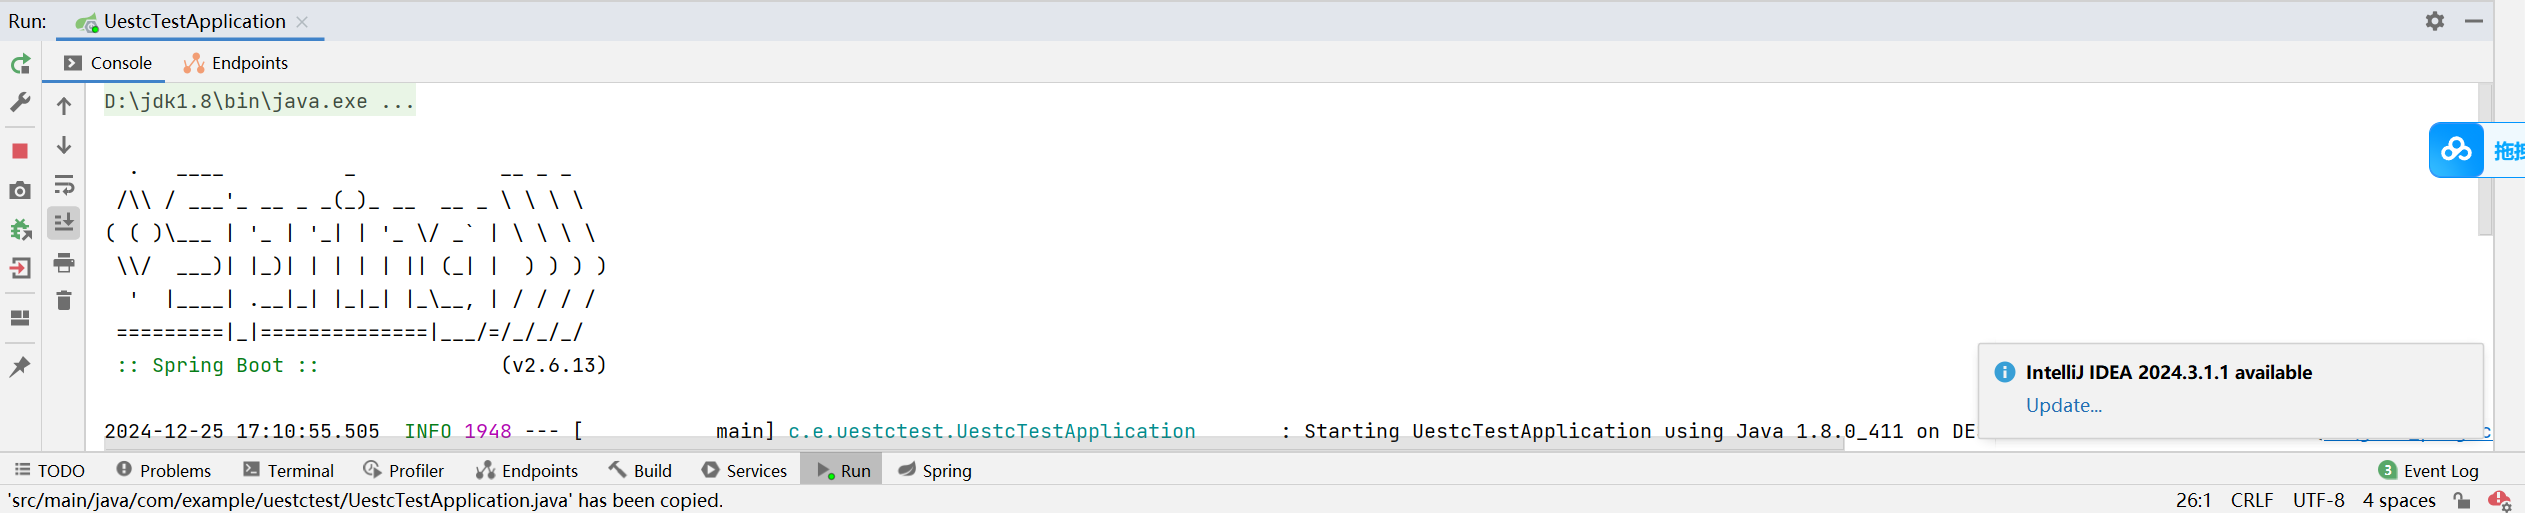 Run: UestcTestApplication
Console Endpoints
D:\jdk1.8\bin\java.exe ...
  .   ____          _            __ _ _
 /\\ / ___'_ __ _ _(_)_ __  __ _ \ \ \ \
( ( )\___ | '_ | '_| | '_ \/ _` | \ \ \ \
 \\/  ___)| |_)| | | | | || (_| |  ) ) ) )
  '  |____| .__|_| |_|_| |_\__, | / / / /
 =========|_|==============|___/=/_/_/_/
 :: Spring Boot ::               (v2.6.13)
拖拽
IntelliJ IDEA 2024.3.1.1 available
Update...
2024-12-25 17:10:55.505  INFO 1948 --- [           main] c.e.uestctest.UestcTestApplication       : Starting UestcTestApplication using Java 1.8.0_411 on DE
TODO Problems Terminal Profiler Endpoints Build Services Run Spring 3 Event Log
'src/main/java/com/example/uestctest/UestcTestApplication.java' has been copied. 26:1 CRLF UTF-8 4 spaces